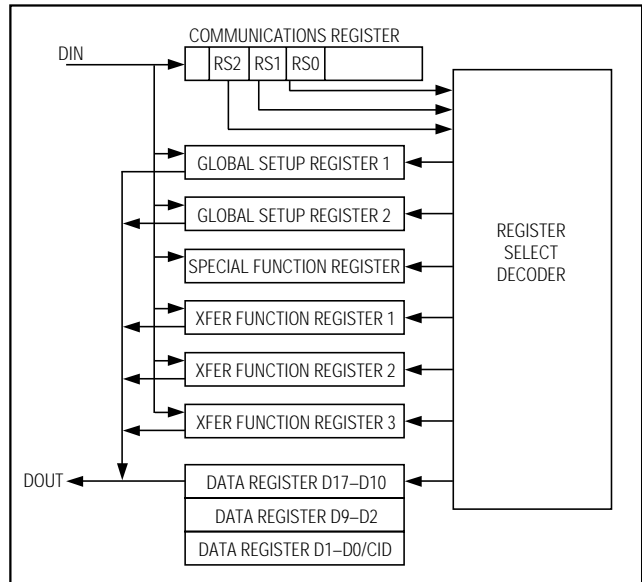 COMMUNICATIONS REGISTER
DIN
RS2 RS1 RS0
GLOBAL SETUP REGISTER 1
GLOBAL SETUP REGISTER 2
SPECIAL FUNCTION REGISTER
XFER FUNCTION REGISTER 1
XFER FUNCTION REGISTER 2
XFER FUNCTION REGISTER 3
REGISTER
SELECT
DECODER
DOUT
DATA REGISTER D17–D10
DATA REGISTER D9–D2
DATA REGISTER D1–D0/CID